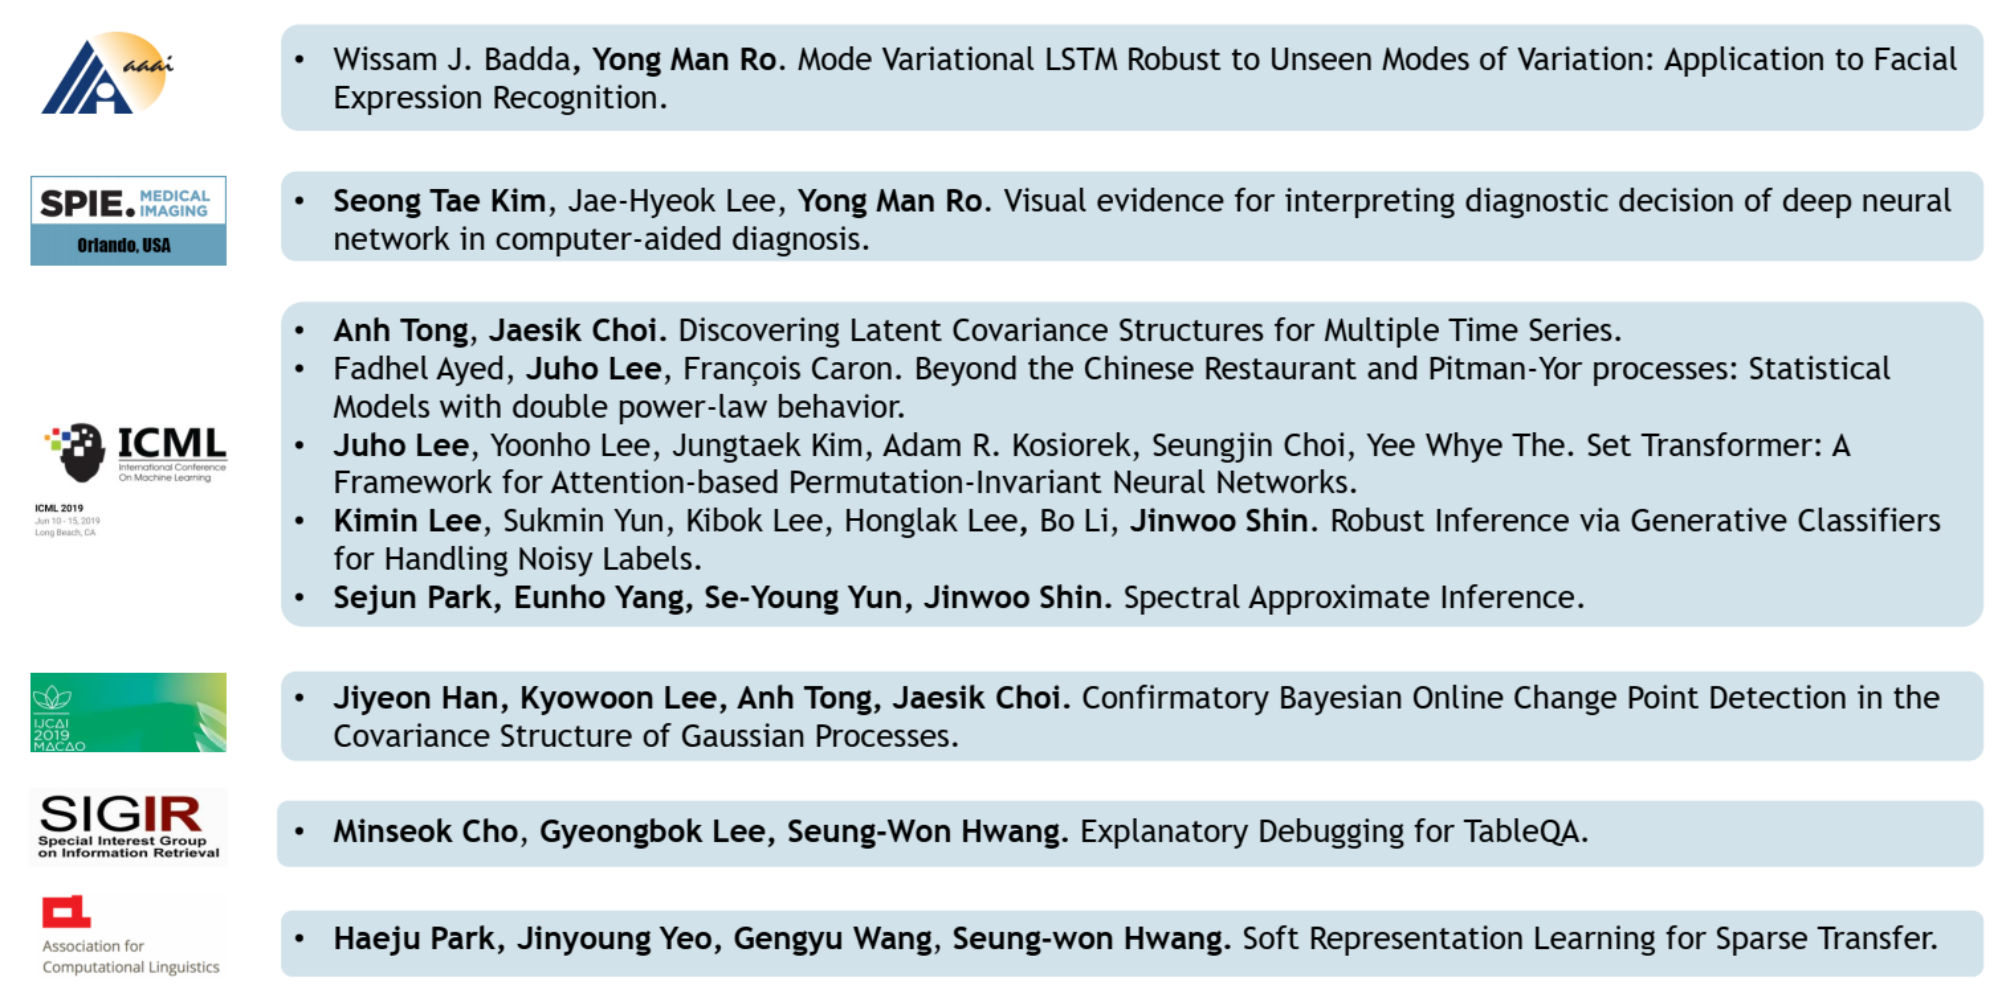 aaai
• Wissam J. Badda, Yong Man Ro. Mode Variational LSTM Robust to Unseen Modes of Variation: Application to Facial
Expression Recognition.
SPIE. MEDICAL
IMAGING
Orlando, USA
• Seong Tae Kim, Jae-Hyeok Lee, Yong Man Ro. Visual evidence for interpreting diagnostic decision of deep neural
network in computer-aided diagnosis.
ICML
International Conference
On Machine Learning
ICML 2019
Jun 10 - 15, 2019
Long Beach, CA
• Anh Tong, Jaesik Choi. Discovering Latent Covariance Structures for Multiple Time Series.
• Fadhel Ayed, Juho Lee, François Caron. Beyond the Chinese Restaurant and Pitman-Yor processes: Statistical
Models with double power-law behavior.
• Juho Lee, Yoonho Lee, Jungtaek Kim, Adam R. Kosiorek, Seungjin Choi, Yee Whye The. Set Transformer: A
Framework for Attention-based Permutation-Invariant Neural Networks.
• Kimin Lee, Sukmin Yun, Kibok Lee, Honglak Lee, Bo Li, Jinwoo Shin. Robust Inference via Generative Classifiers
for Handling Noisy Labels.
• Sejun Park, Eunho Yang, Se-Young Yun, Jinwoo Shin. Spectral Approximate Inference.
IJCAI
2019
MACAO
• Jiyeon Han, Kyowoon Lee, Anh Tong, Jaesik Choi. Confirmatory Bayesian Online Change Point Detection in the
Covariance Structure of Gaussian Processes.
SIGIR
Special Interest Group
on Information Retrieval
• Minseok Cho, Gyeongbok Lee, Seung-Won Hwang. Explanatory Debugging for TableQA.
Association for
Computational Linguistics
• Haeju Park, Jinyoung Yeo, Gengyu Wang, Seung-won Hwang. Soft Representation Learning for Sparse Transfer.